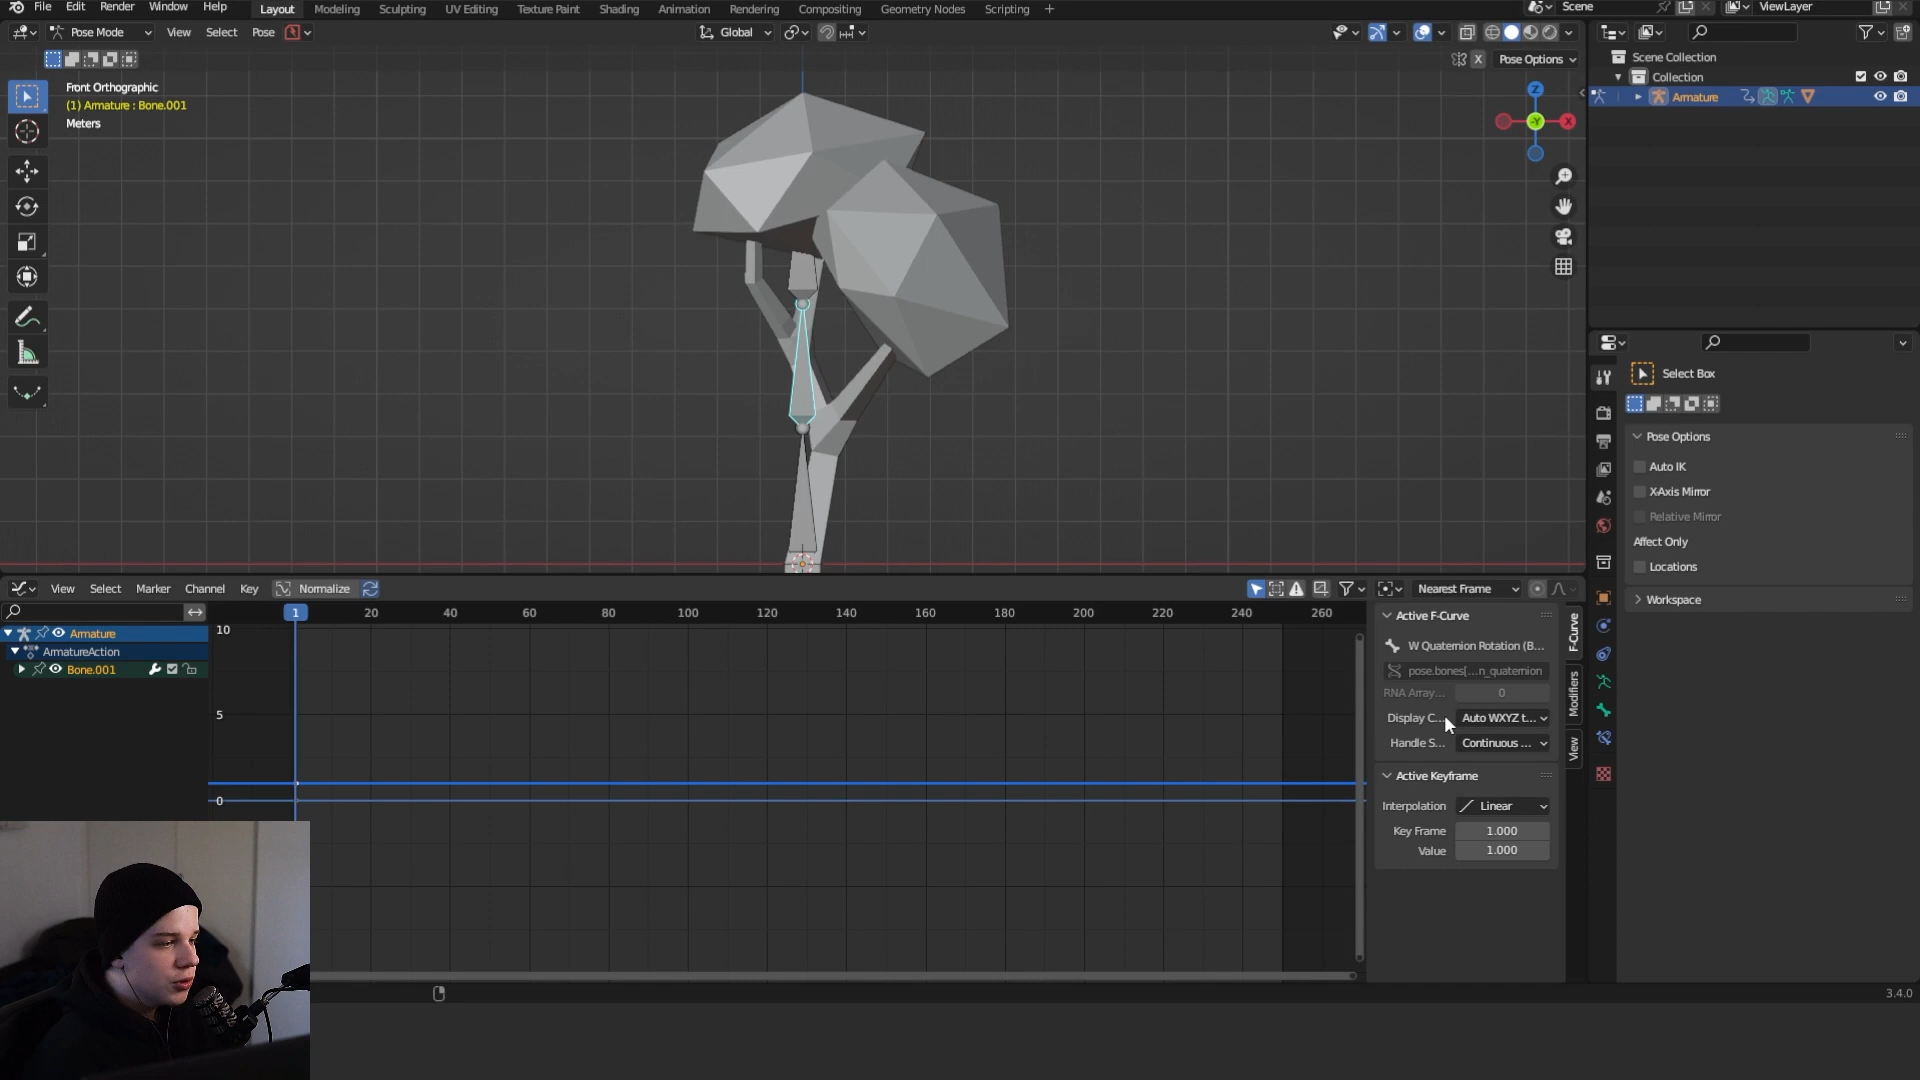 File Edit Render Window Help Layout Modeling Sculpting UV Editing Texture Paint Shading Animation Rendering Compositing Geometry Nodes Scripting +
Scene
ViewLayer
Pose Mode View Select Pose
Global
X Pose Options
Front Orthographic
(1) Armature : Bone.001
Meters
Z
-Y
X
Scene Collection
Collection
Armature
Select Box
Pose Options
Auto IK
X-Axis Mirror
Relative Mirror
Affect Only
Locations
Workspace
View Select Marker Channel Key Normalize
Nearest Frame
1 20 40 60 80 100 120 140 160 180 200 220 240 260
Armature
ArmatureAction
Bone.001
10
5
0
Active F-Curve
W Quaternion Rotation (B...
pose.bones[...n_quaternion
RNA Array... 0
Display C... Auto WXYZ t...
Handle S... Continuous ...
Active Keyframe
Interpolation Linear
Key Frame 1.000
Value 1.000
F-Curve
Modifiers
View
3.4.0